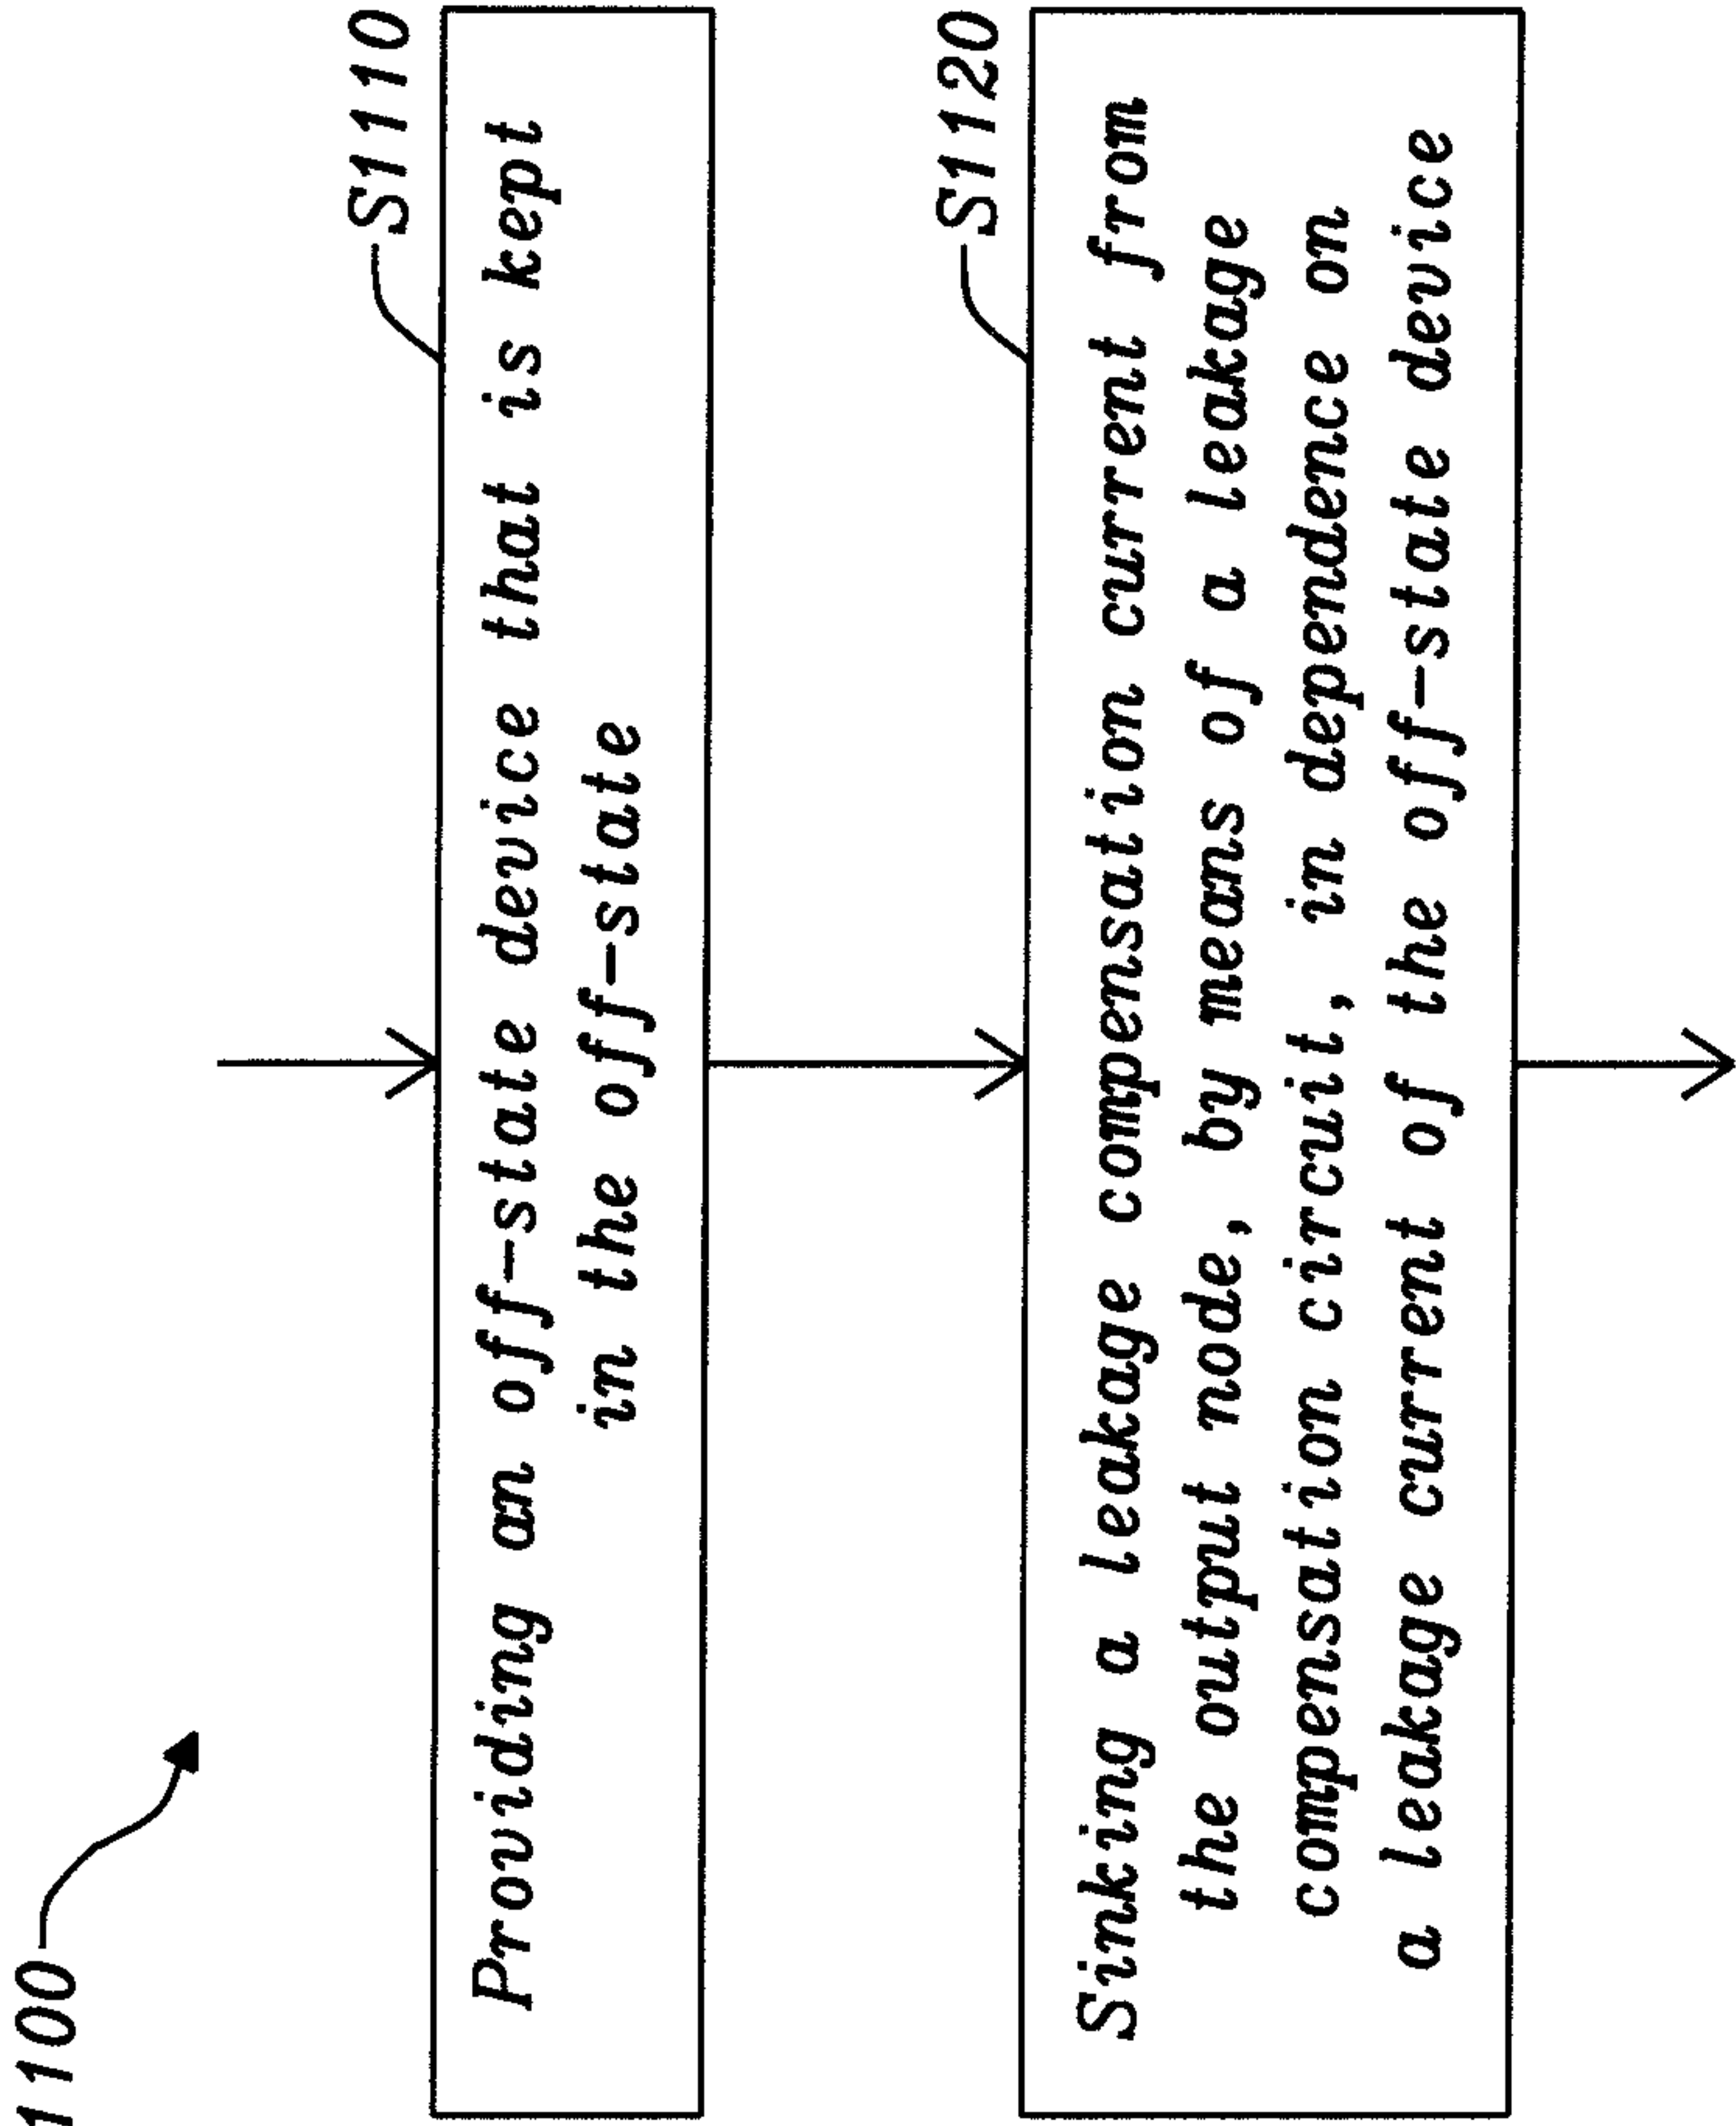 1100
S1110
Providing an off-state device that is kept
in the off-state
S1120
Sinking a leakage compensation current from
the output node, by means of a leakage
compensation circuit, in dependence on
a leakage current of the off-state device